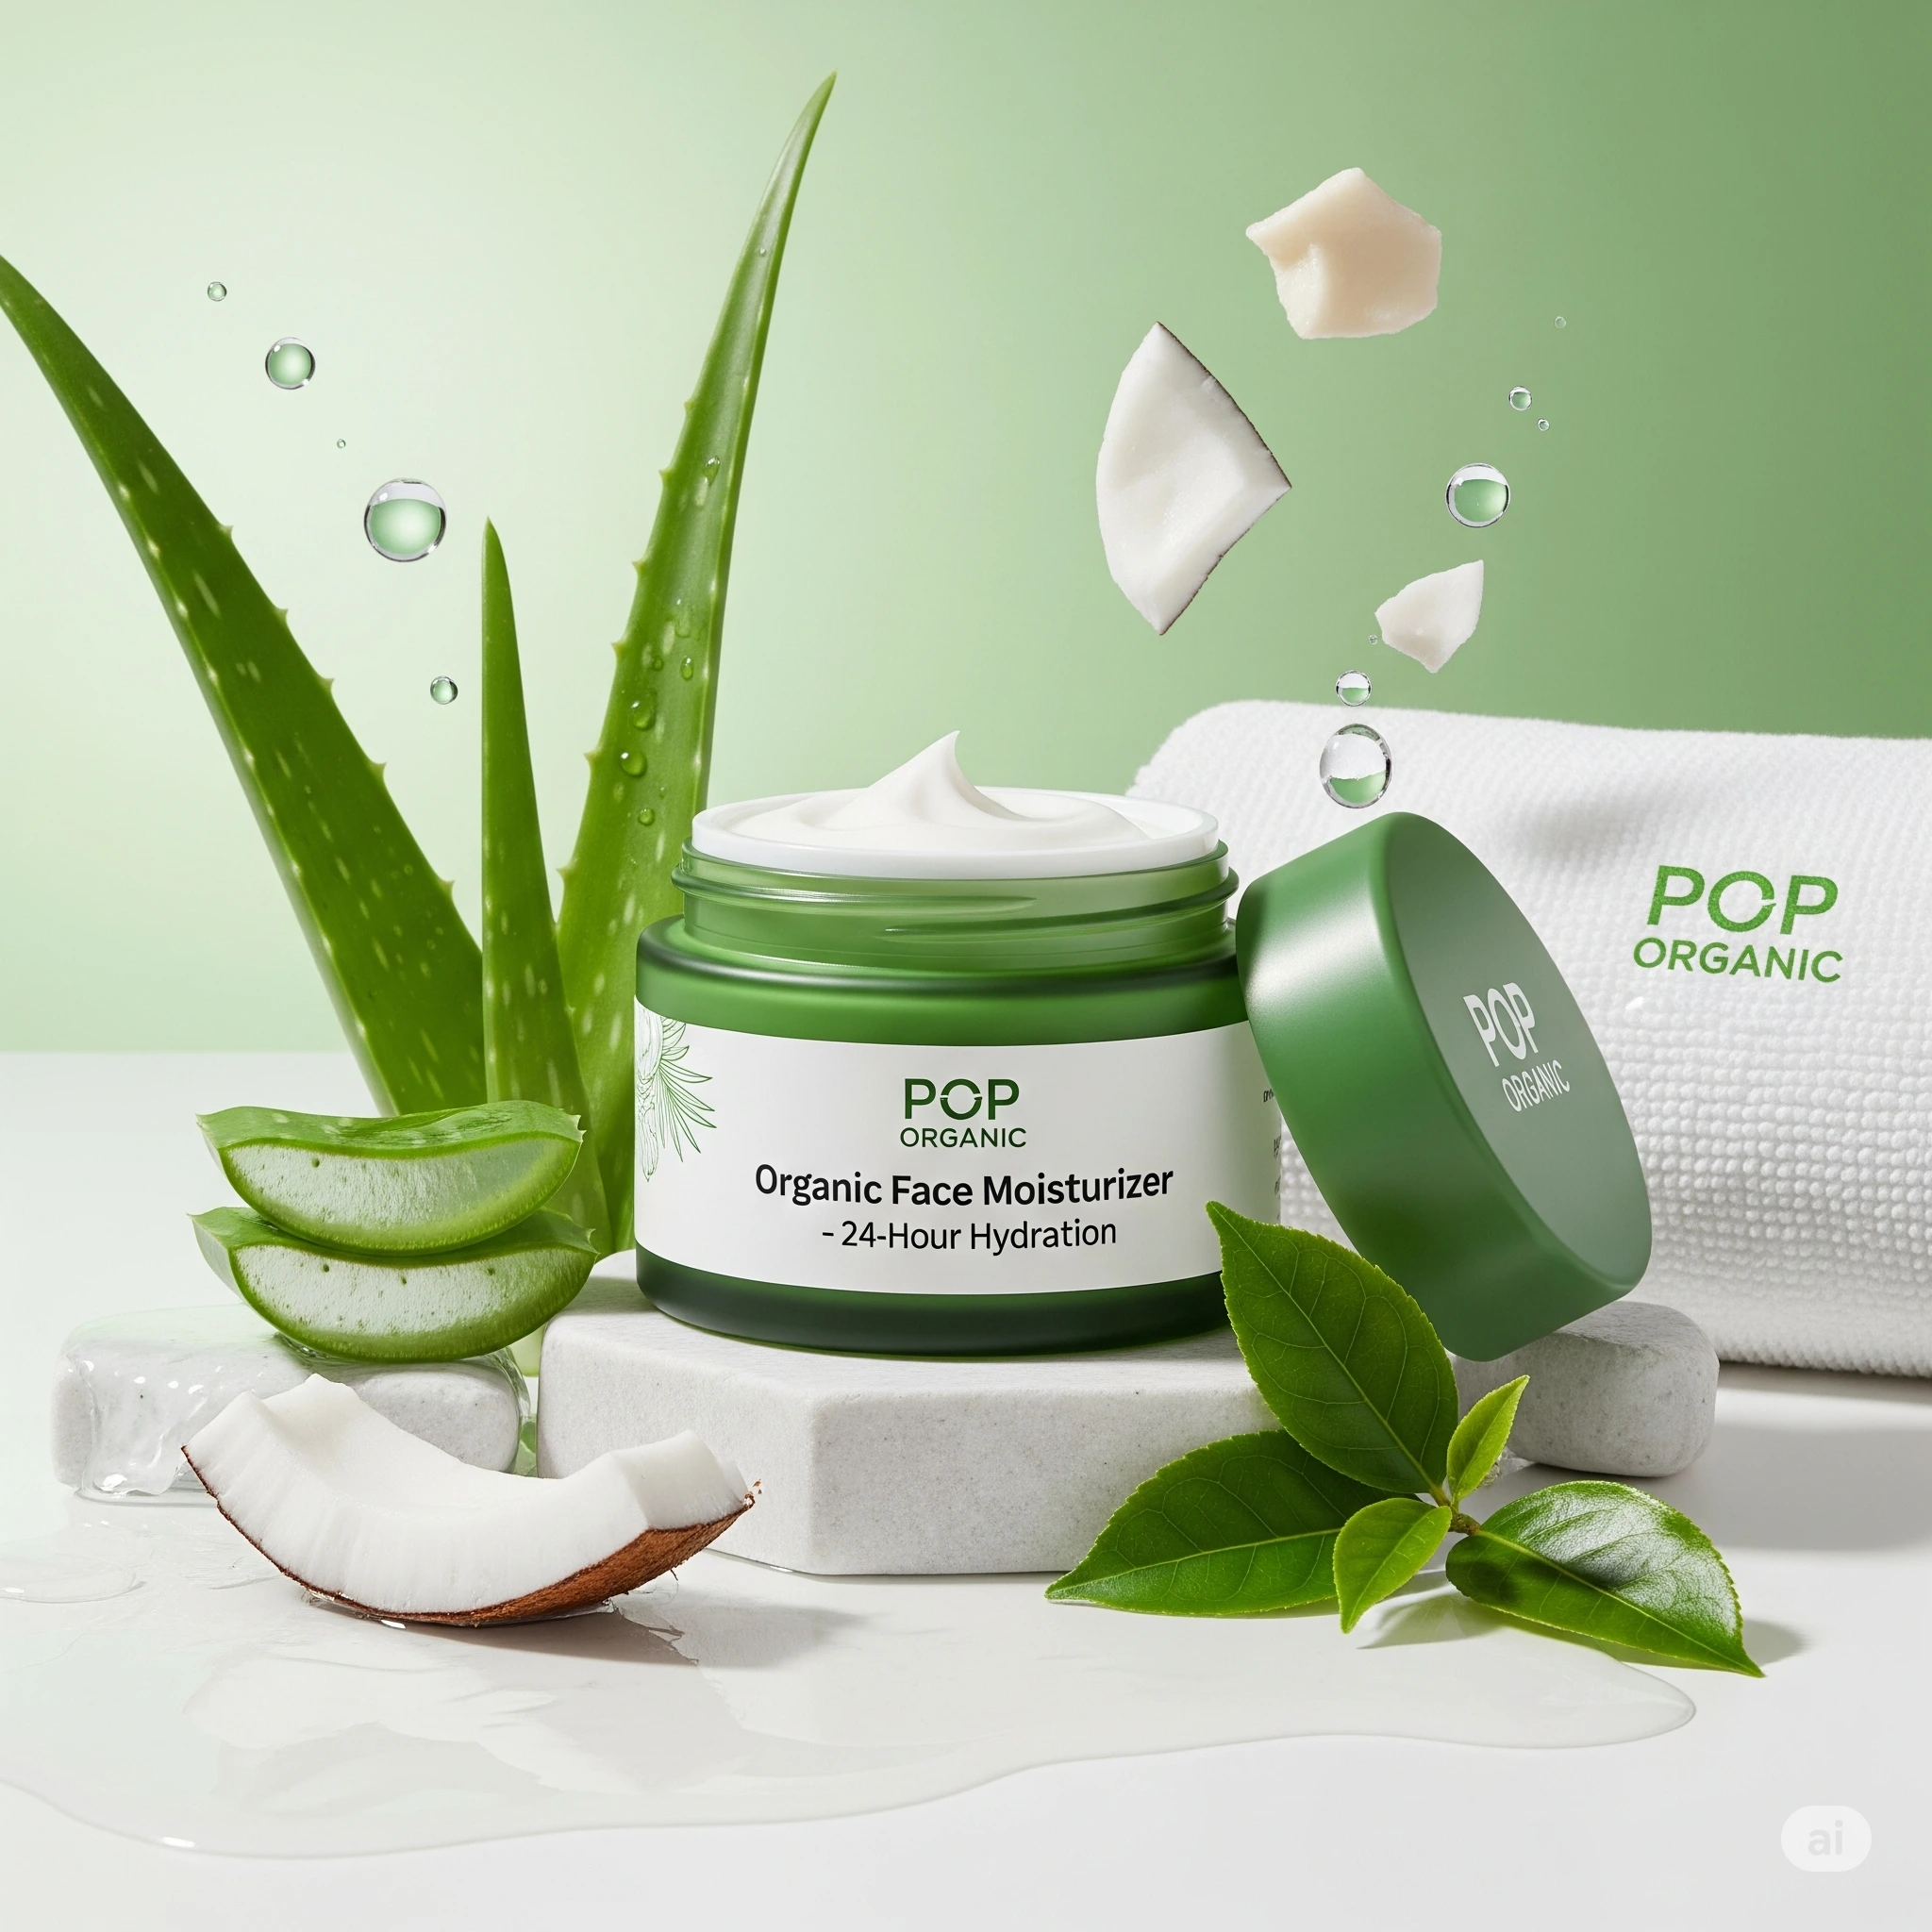 POP
ORGANIC
Organic Face Moisturizer
- 24-Hour Hydration
POP
ORGANIC
POP
ORGANIC
ai